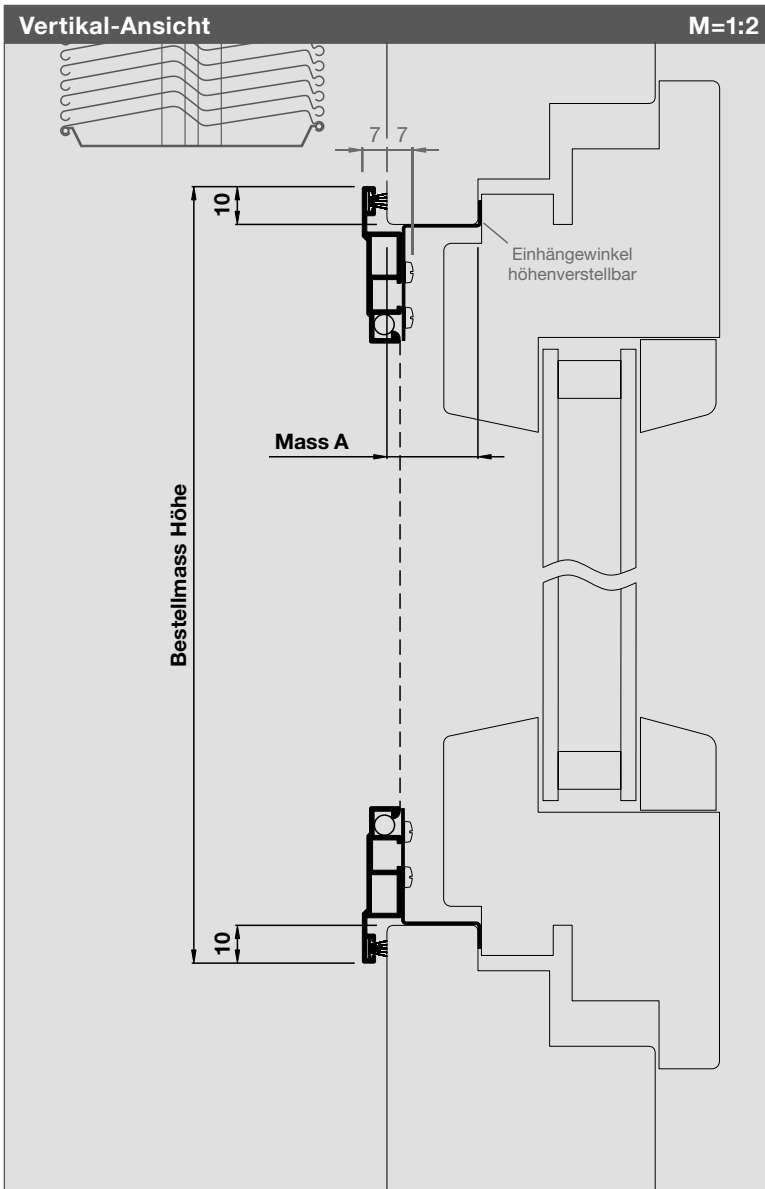 Vertikal-Ansicht M=1:2
7 7
10
Einhängewinkel
höhenverstellbar
Mass A
Bestellmass Höhe
10